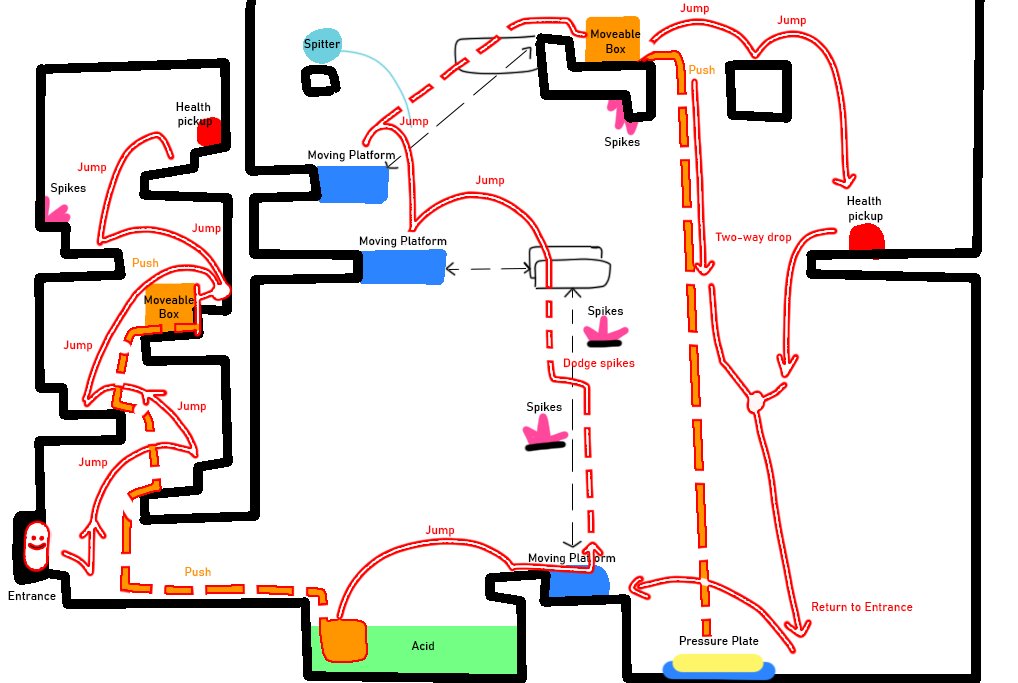 Jump
Jump
Moveable
Box
Spitter
Push
Health
pickup
Jump
Spikes
Moving Platform
Jump
Spikes
Jump
Health
pickup
Jump
Moving Platform
Two-way drop
Push
Moveable
Box
Spikes
Jump
Dodge spikes
Jump
Spikes
Jump
Jump
Moving Platform
Push
Entrance
Return to Entrance
Acid
Pressure Plate